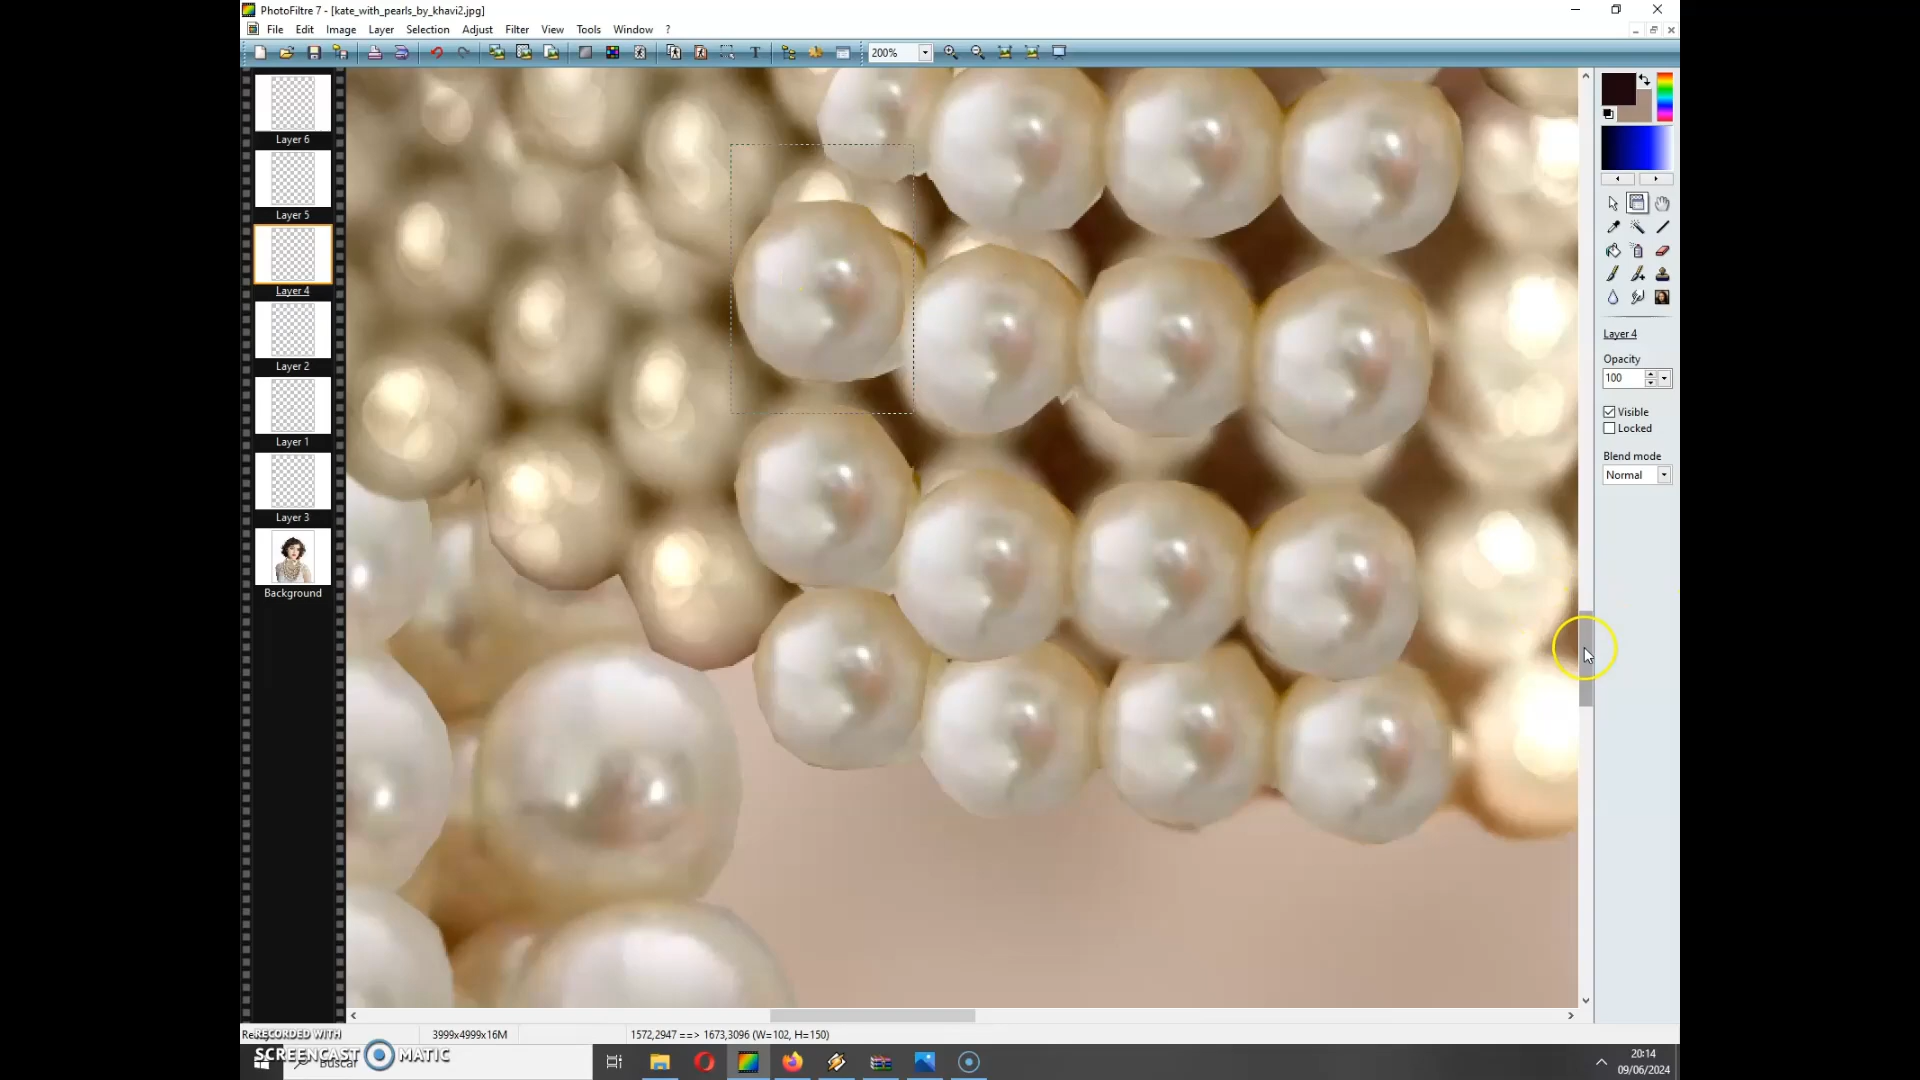 PhotoFiltre 7 - [kate_with_pearls_by_khavi2.jpg]
File Edit Image Layer Selection Adjust Filter View Tools Window ?
200%
Layer 6
Layer 5
Layer 4
Layer 2
Layer 1
Layer 3
Background
Layer 4
Opacity
100
Visible
Locked
Blend mode
Normal
3999x4999x16M
1572,2947 ==> 1673,3096 (W=102, H=150)
RECORDED WITH
SCREENCAST MATIC
Buscar
20:14
09/06/2024